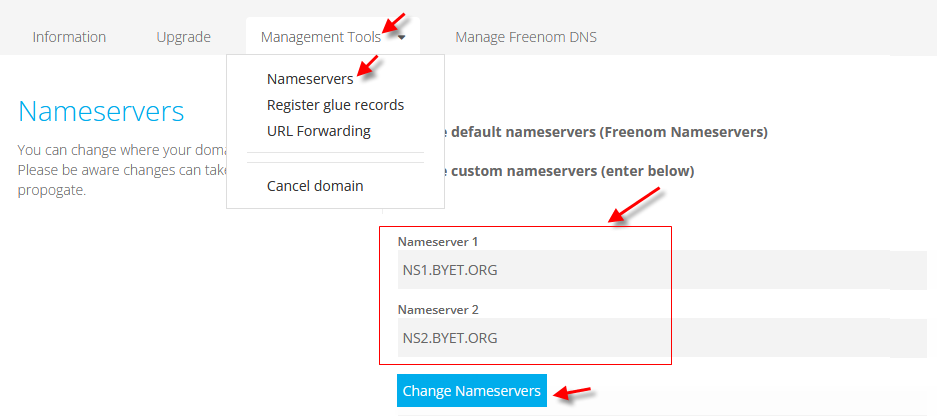 Information Upgrade Management Tools Manage Freenom DNS
Nameservers
Register glue records
URL Forwarding
Cancel domain
Nameservers
You can change where your doma
Please be aware changes can take
propogate.
e default nameservers (Freenom Nameservers)
e custom nameservers (enter below)
Nameserver 1
NS1.BYET.ORG
Nameserver 2
NS2.BYET.ORG
Change Nameservers